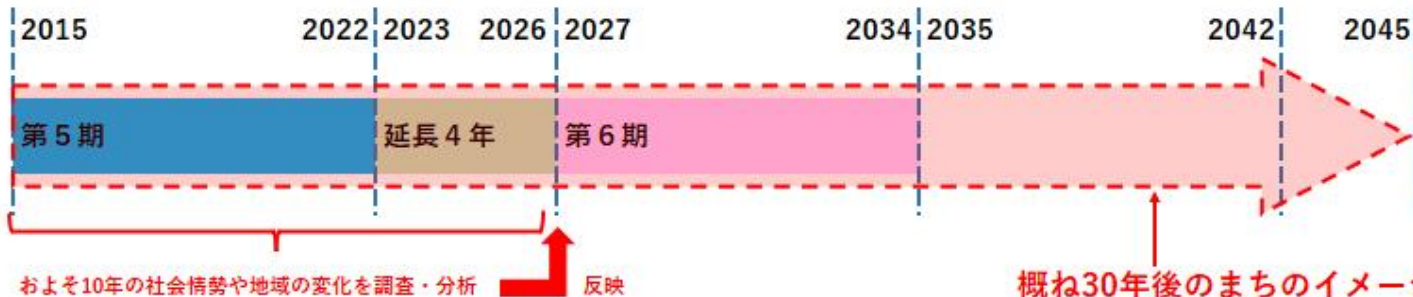 2015 2022 2023 2026 2027 2034 2035 2042 2045
第5期 延長4年 第6期
およそ10年の社会情勢や地域の変化を調査・分析 反映
概ね30年後のまちのイメー